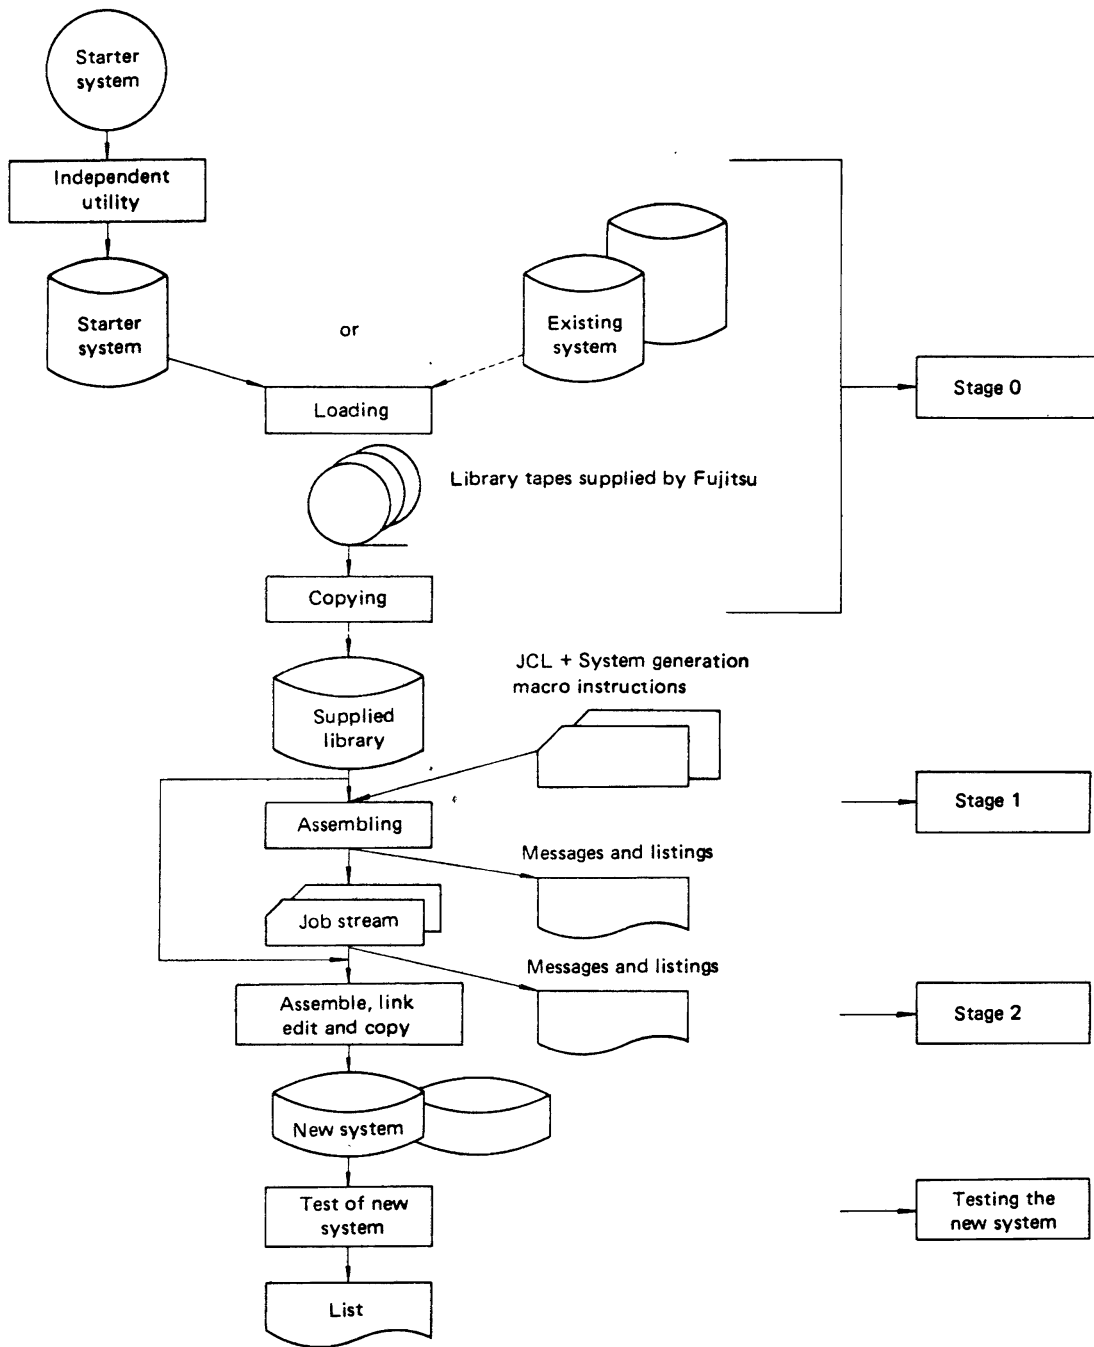 Starter
system
Independent
utility
Starter
system
or
Existing
system
Loading
Stage 0
Library tapes supplied by Fujitsu
Copying
JCL + System generation
macro instructions
Supplied
library
Assembling
Stage 1
Messages and listings
Job stream
Messages and listings
Assemble, link
edit and copy
Stage 2
New system
Test of new
system
Testing the
new system
List